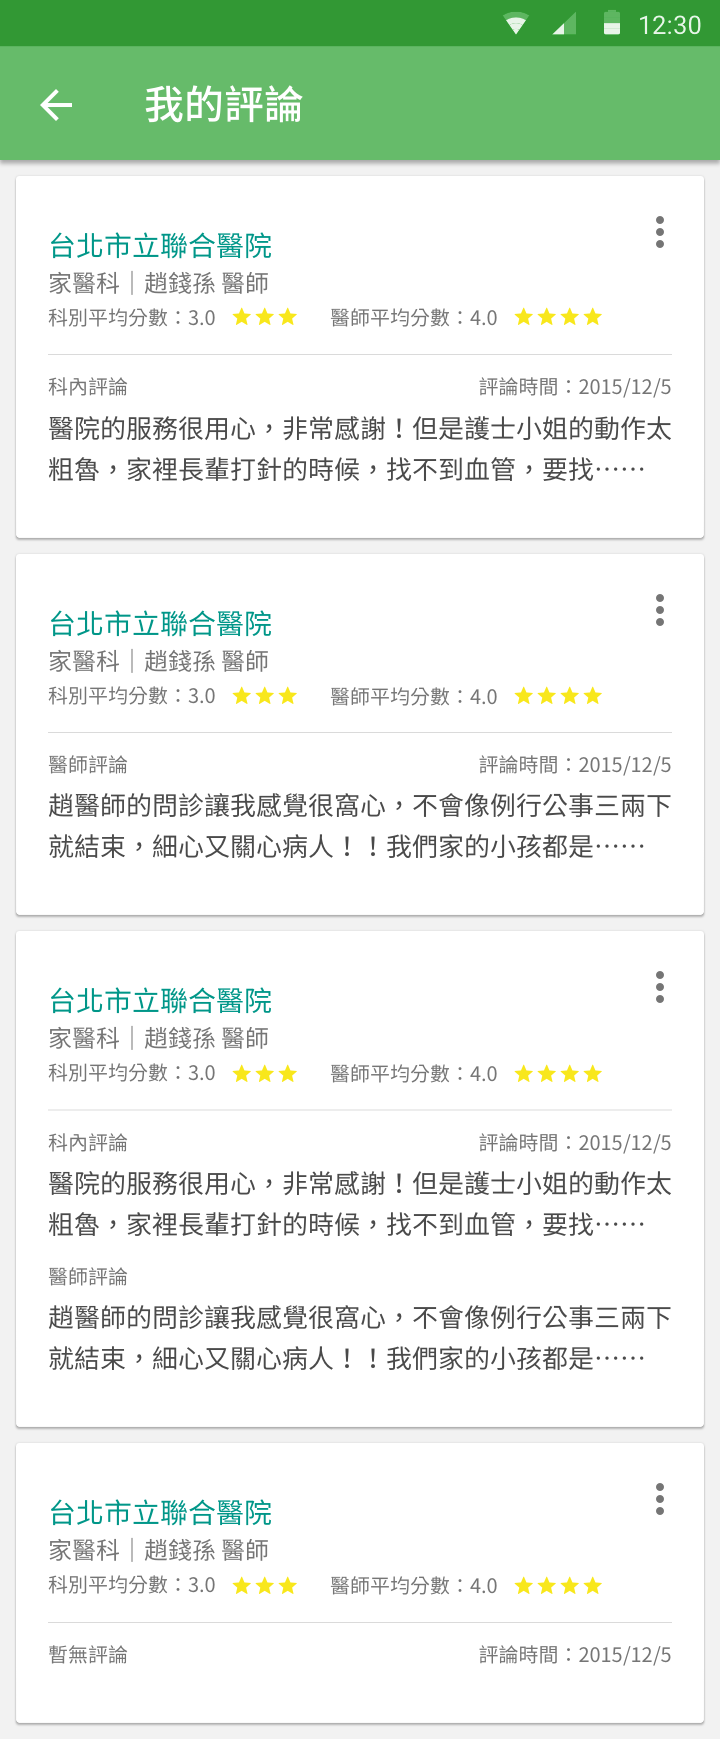 12:30
我的評論
台北市立聯合醫院
家醫科｜趙錢孫 醫師
科別平均分數：3.0 ★★★ 醫師平均分數：4.0 ★★★★
科內評論 評論時間：2015/12/5
醫院的服務很用心，非常感謝！但是護士小姐的動作太
粗魯，家裡長輩打針的時候，找不到血管，要找⋯⋯
台北市立聯合醫院
家醫科｜趙錢孫 醫師
科別平均分數：3.0 ★★★ 醫師平均分數：4.0 ★★★★
醫師評論 評論時間：2015/12/5
趙醫師的問診讓我感覺很窩心，不會像例行公事三兩下
就結束，細心又關心病人！！我們家的小孩都是⋯⋯
台北市立聯合醫院
家醫科｜趙錢孫 醫師
科別平均分數：3.0 ★★★ 醫師平均分數：4.0 ★★★★
科內評論 評論時間：2015/12/5
醫院的服務很用心，非常感謝！但是護士小姐的動作太
粗魯，家裡長輩打針的時候，找不到血管，要找⋯⋯
醫師評論
趙醫師的問診讓我感覺很窩心，不會像例行公事三兩下
就結束，細心又關心病人！！我們家的小孩都是⋯⋯
台北市立聯合醫院
家醫科｜趙錢孫 醫師
科別平均分數：3.0 ★★★ 醫師平均分數：4.0 ★★★★
暫無評論 評論時間：2015/12/5